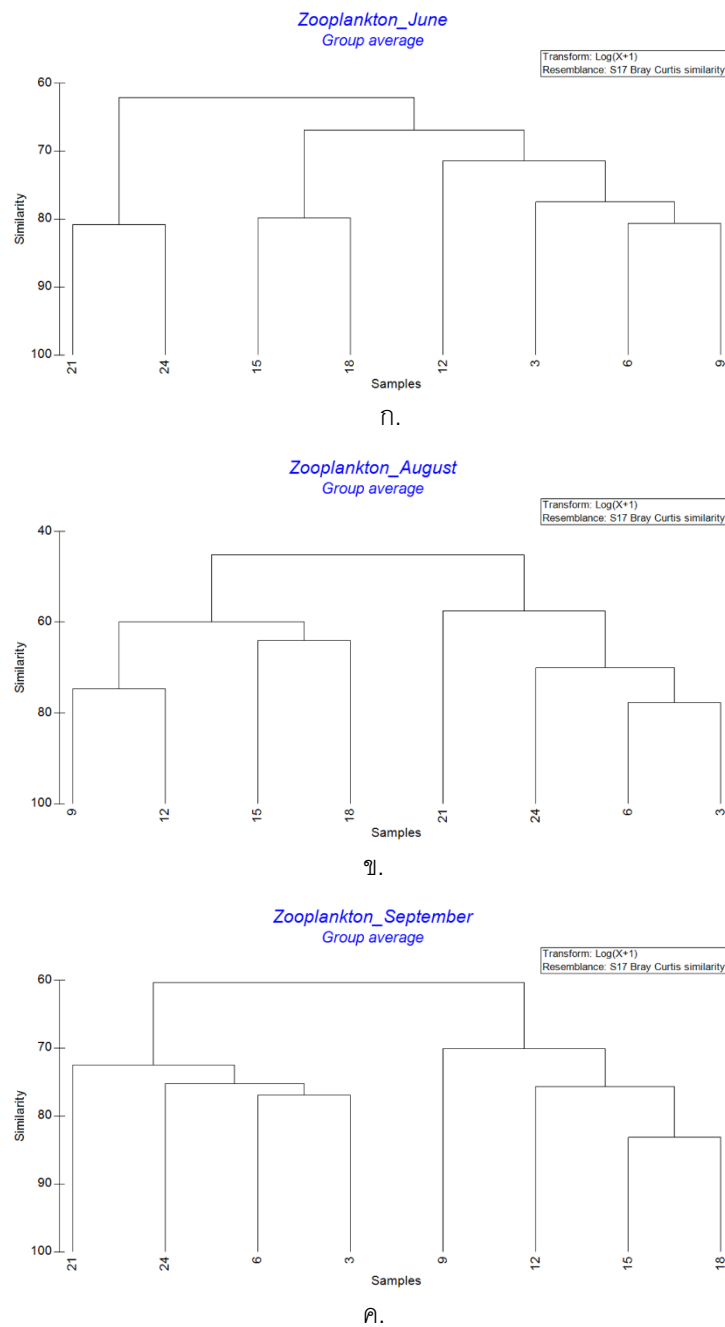 Zooplankton_June
Group average
Transform: Log(X+1)
Resemblance: S17 Bray Curtis similarity
60
70
80
90
100
Similarity
21 24 15 18 12 3 6 9
Samples
ก.
Zooplankton_August
Group average
Transform: Log(X+1)
Resemblance: S17 Bray Curtis similarity
40
60
80
100
Similarity
9 12 15 18 21 24 6 3
Samples
ข.
Zooplankton_September
Group average
Transform: Log(X+1)
Resemblance: S17 Bray Curtis similarity
60
70
80
90
100
Similarity
21 24 6 3 9 12 15 18
Samples
ค.